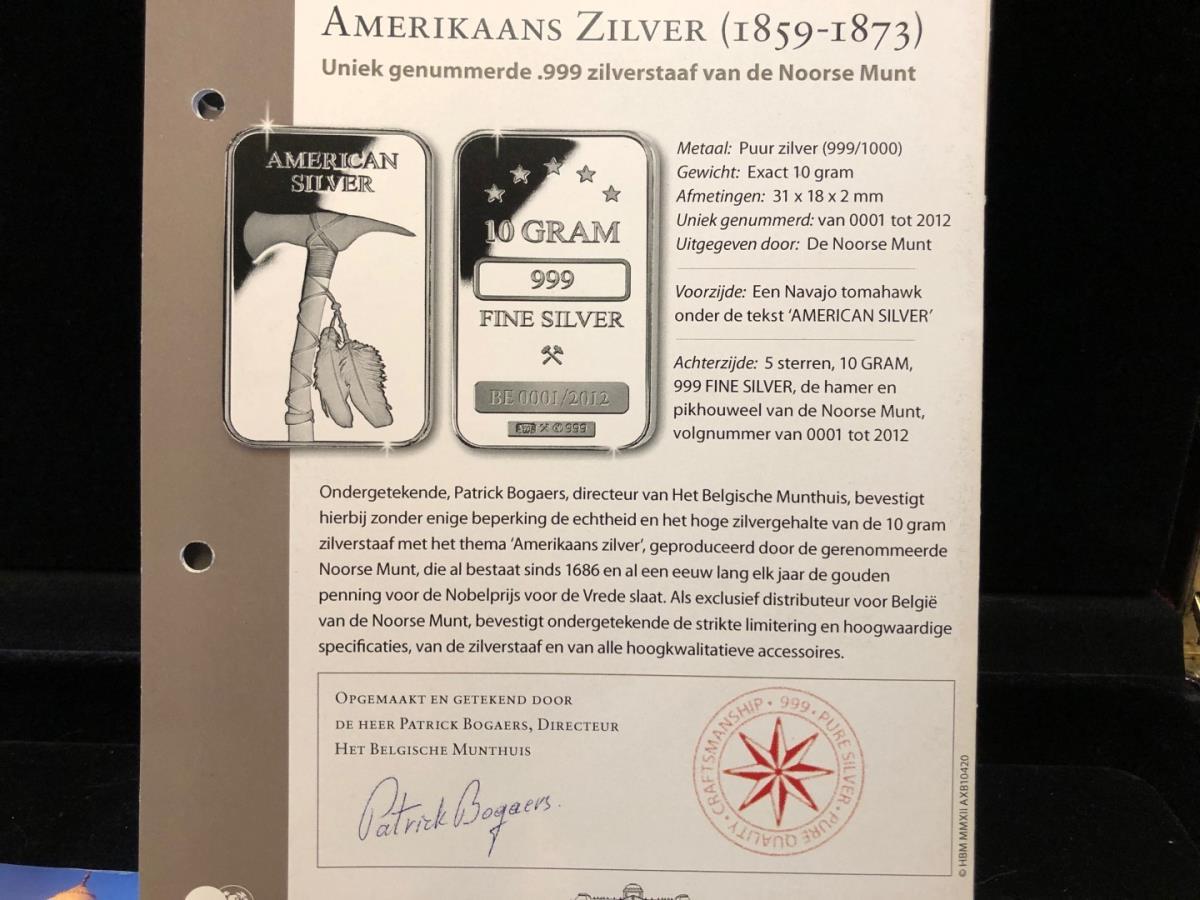 AMERIKAANS ZILVER (1859-1873)
Uniek genummerde .999 zilverstaaf van de Noorse Munt
AMERICAN
SILVER
10 GRAM
999
FINE SILVER
BE 0001/2012
999
Metaal: Puur zilver (999/1000)
Gewicht: Exact 10 gram
Afmetingen: 31 x 18 x 2 mm
Uniek genummerd: van 0001 tot 2012
Uitgegeven door: De Noorse Munt
Voorzijde: Een Navajo tomahawk
onder de tekst ‘AMERICAN SILVER’
Achterzijde: 5 sterren, 10 GRAM,
999 FINE SILVER, de hamer en
pikhouweel van de Noorse Munt,
volgnummer van 0001 tot 2012
Ondergetekende, Patrick Bogaers, directeur van Het Belgische Munthuis, bevestigt
hierbij zonder enige beperking de echtheid en het hoge zilvergehalte van de 10 gram
zilverstaaf met het thema ‘Amerikaans zilver’, geproduceerd door de gerenommeerde
Noorse Munt, die al bestaat sinds 1686 en al een eeuw lang elk jaar de gouden
penning voor de Nobelprijs voor de Vrede slaat. Als exclusief distributeur voor België
van de Noorse Munt, bevestigt ondergetekende de strikte limitering en hoogwaardige
specificaties, van de zilverstaaf en van alle hoogkwalitatieve accessoires.
OPGEMAAKT EN GETEKEND DOOR
DE HEER PATRICK BOGAERS, DIRECTEUR
HET BELGISCHE MUNTHUIS
Patrick Bogaers.
CRAFTSMANSHIP • 999 • PURE SILVER • PURE QUALITY •
© HBM MMXII AXB10420